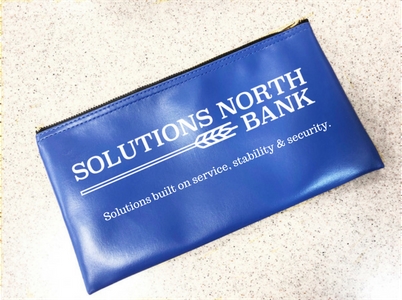 SOLUTIONS NORTH
BANK
Solutions built on service, stability & security.